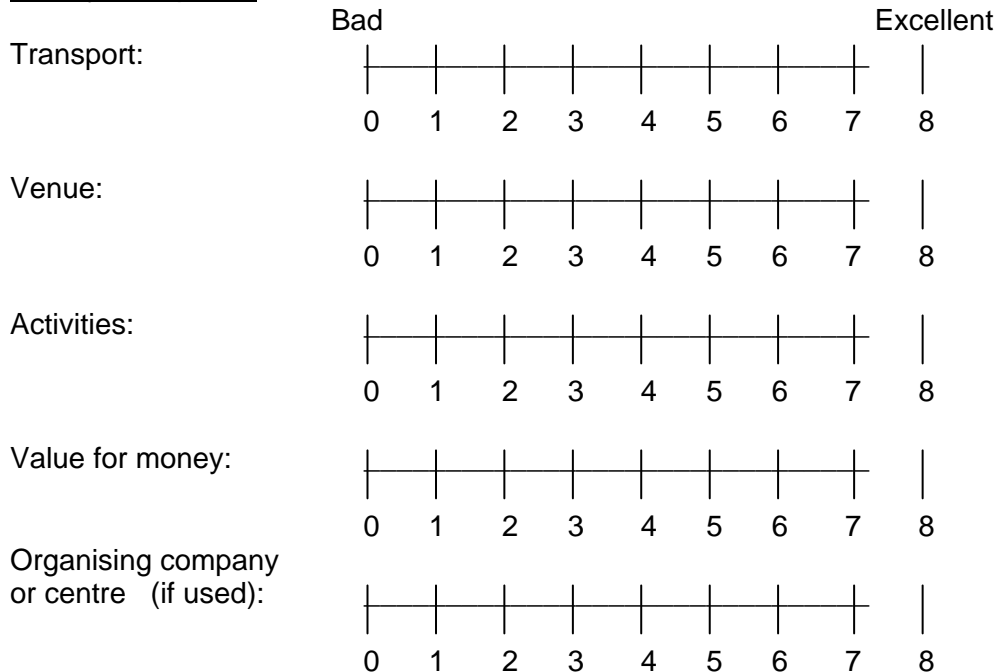 Bad Excellent
Transport:
0 1 2 3 4 5 6 7 8
Venue:
0 1 2 3 4 5 6 7 8
Activities:
0 1 2 3 4 5 6 7 8
Value for money:
0 1 2 3 4 5 6 7 8
Organising company
or centre (if used):
0 1 2 3 4 5 6 7 8